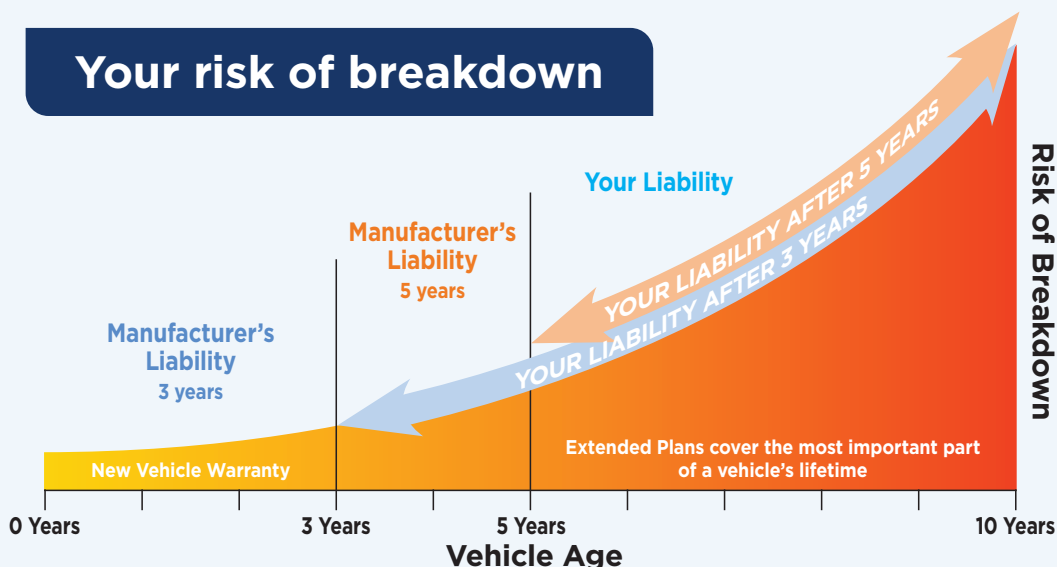 Your risk of breakdown
Your Liability
Manufacturer’s
Liability
5 years
Manufacturer’s
Liability
3 years
YOUR LIABILITY AFTER 5 YEARS
YOUR LIABILITY AFTER 3 YEARS
Risk of Breakdown
New Vehicle Warranty
Extended Plans cover the most important part
of a vehicle’s lifetime
0 Years
3 Years
5 Years
10 Years
Vehicle Age